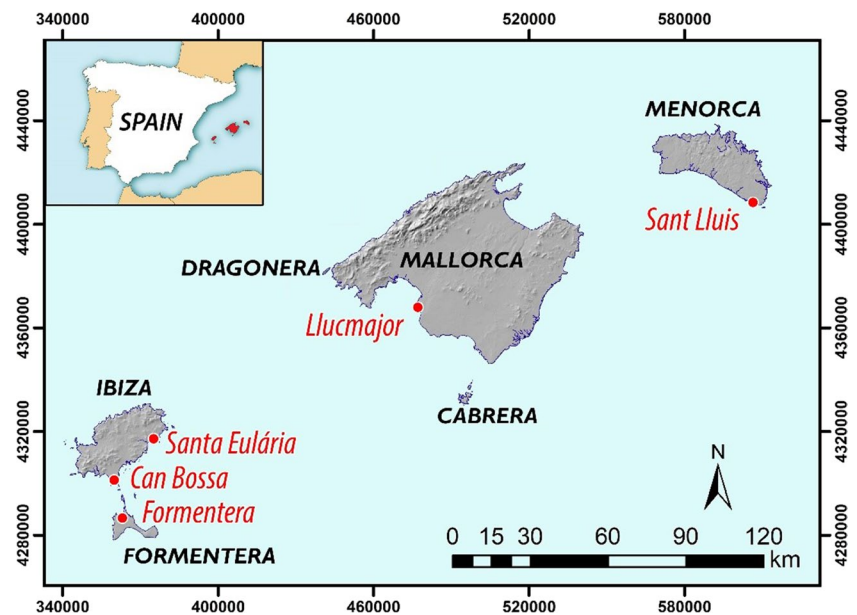 340000 400000 460000 520000 580000
SPAIN
4440000
4440000
MENORCA
Sant Lluis
4400000
4400000
DRAGONERA
MALLORCA
Llucmajor
4360000
4360000
IBIZA
CABRERA
4320000
4320000
Santa Eulária
Can Bossa
Formentera
N
4280000
4280000
FORMENTERA
0 15 30 60 90 120
km
340000 400000 460000 520000 580000